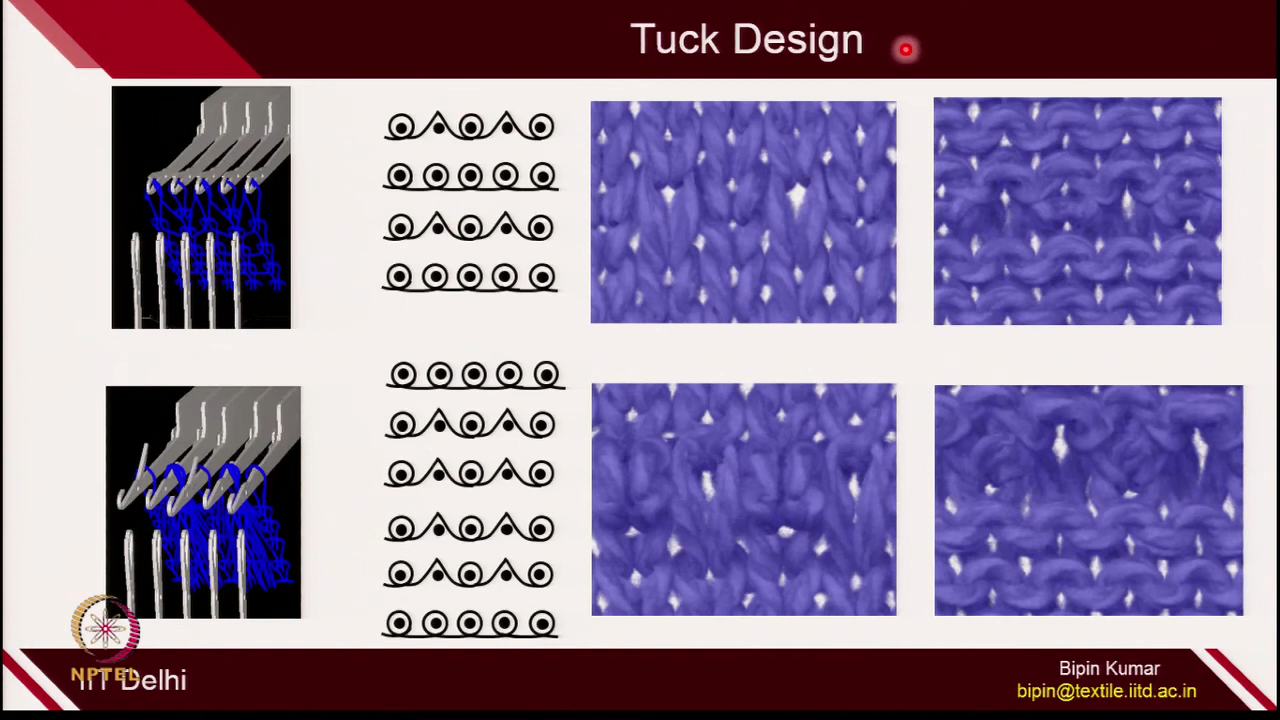 Tuck Design
IIT Delhi
NPTEL
Bipin Kumar
bipin@textile.iitd.ac.in